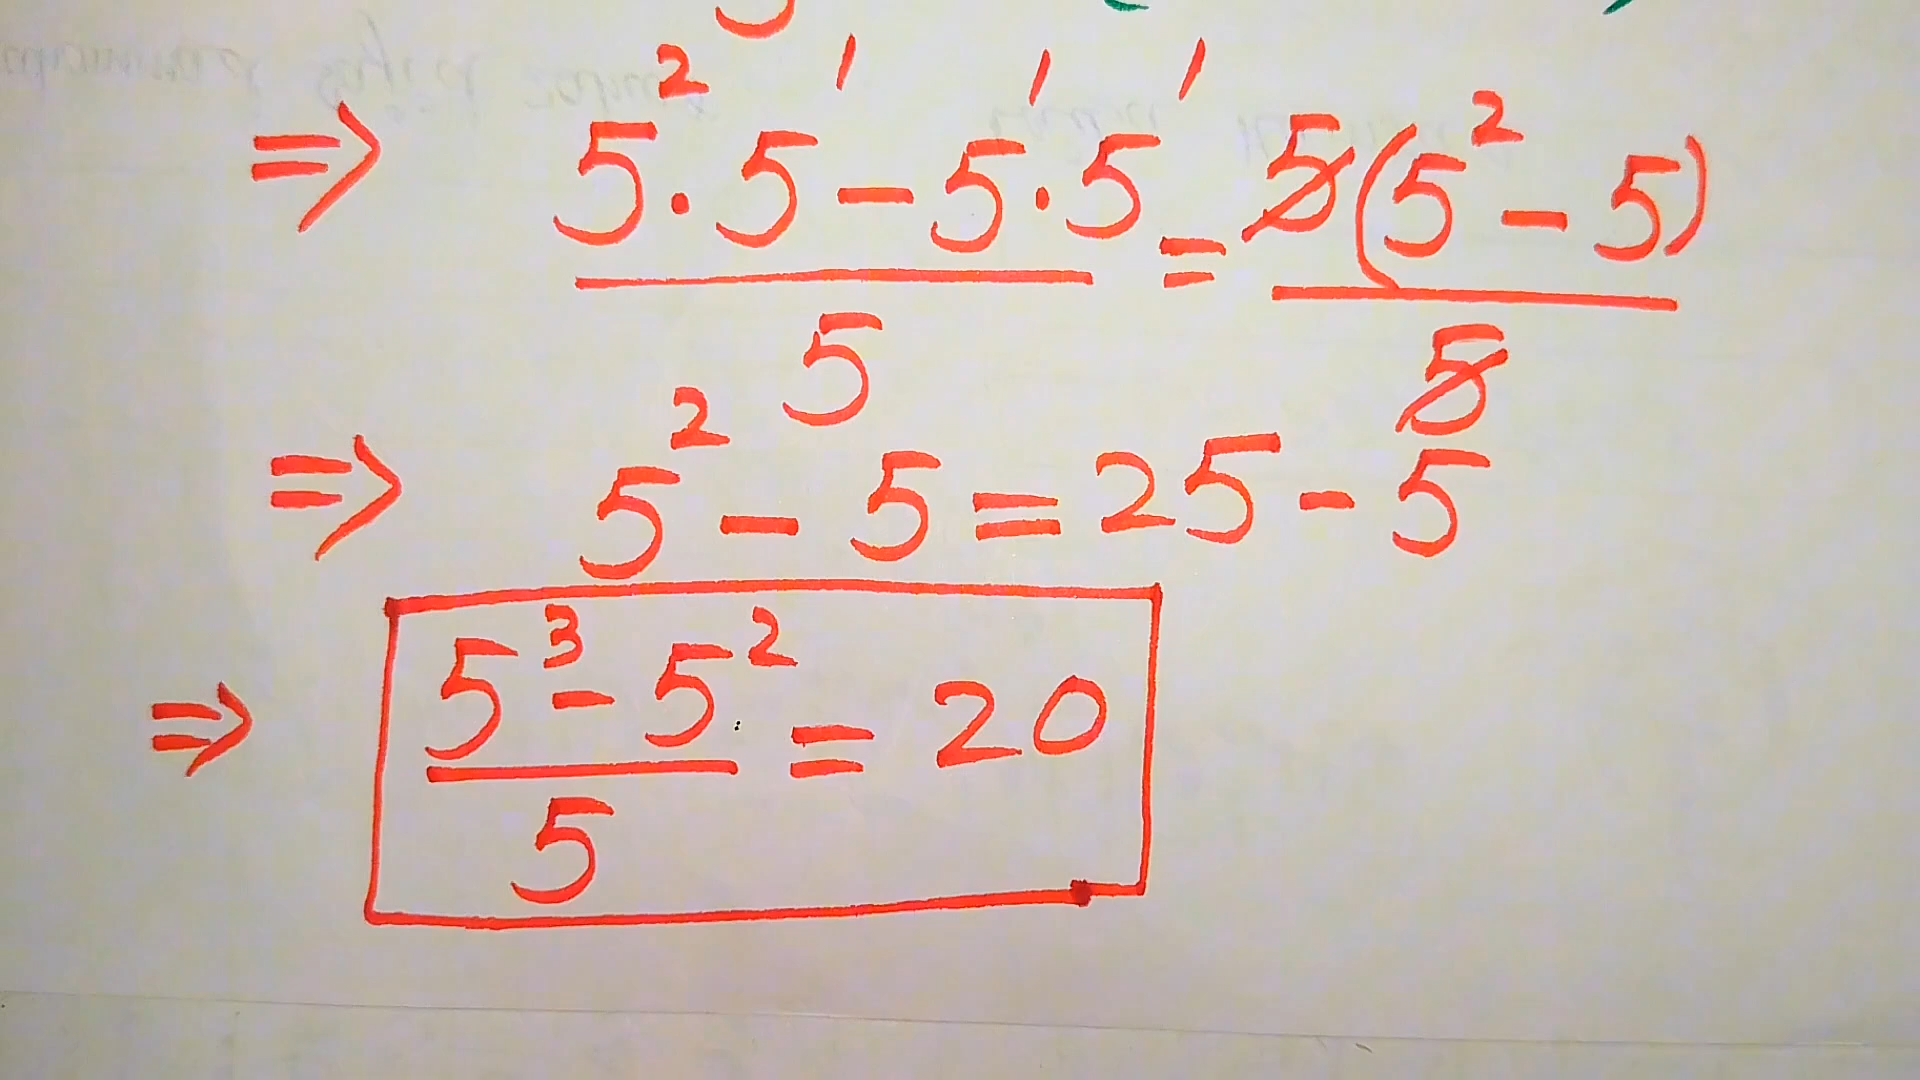 ⇒ (5²·5¹ - 5¹·5¹)/5 = 5(5² - 5)/5
⇒ 5² - 5 = 25 - 5
⇒ (5³ - 5²)/5 = 20